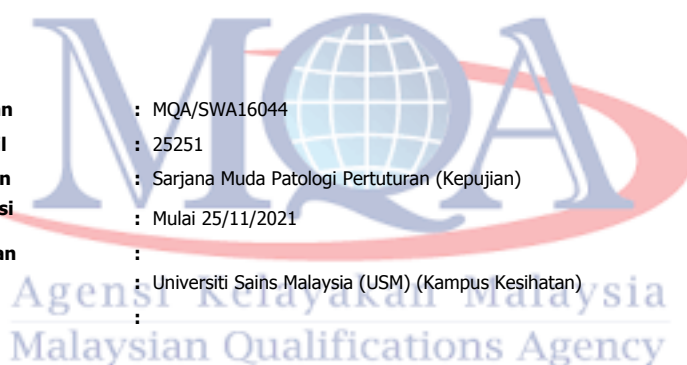 MQA
an : MQA/SWA16044
l : 25251
n : Sarjana Muda Patologi Pertuturan (Kepujian)
si : Mulai 25/11/2021
an :
: Universiti Sains Malaysia (USM) (Kampus Kesihatan)
:
Agensi Kelayakan Malaysia
Malaysian Qualifications Agency